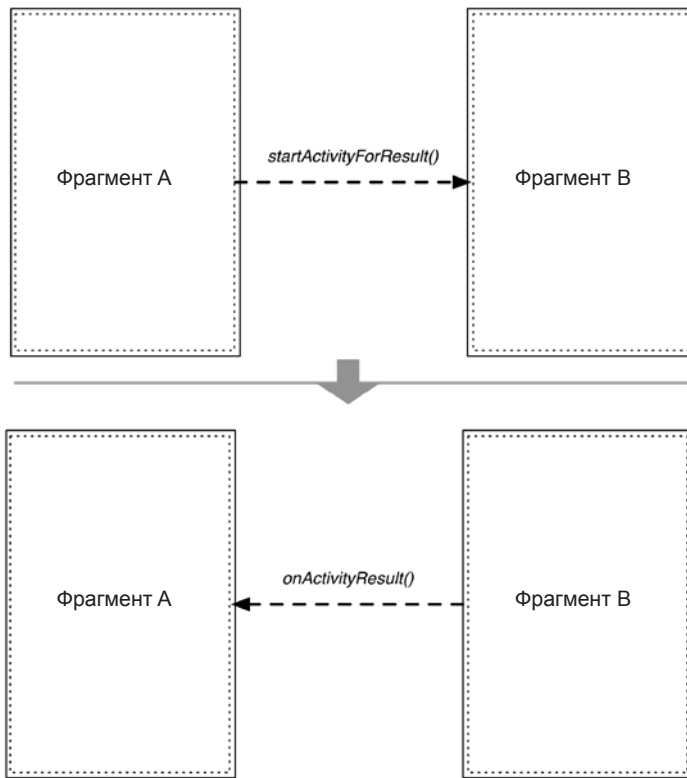 Фрагмент A
startActivityForResult()
Фрагмент B
Фрагмент A
onActivityResult()
Фрагмент B